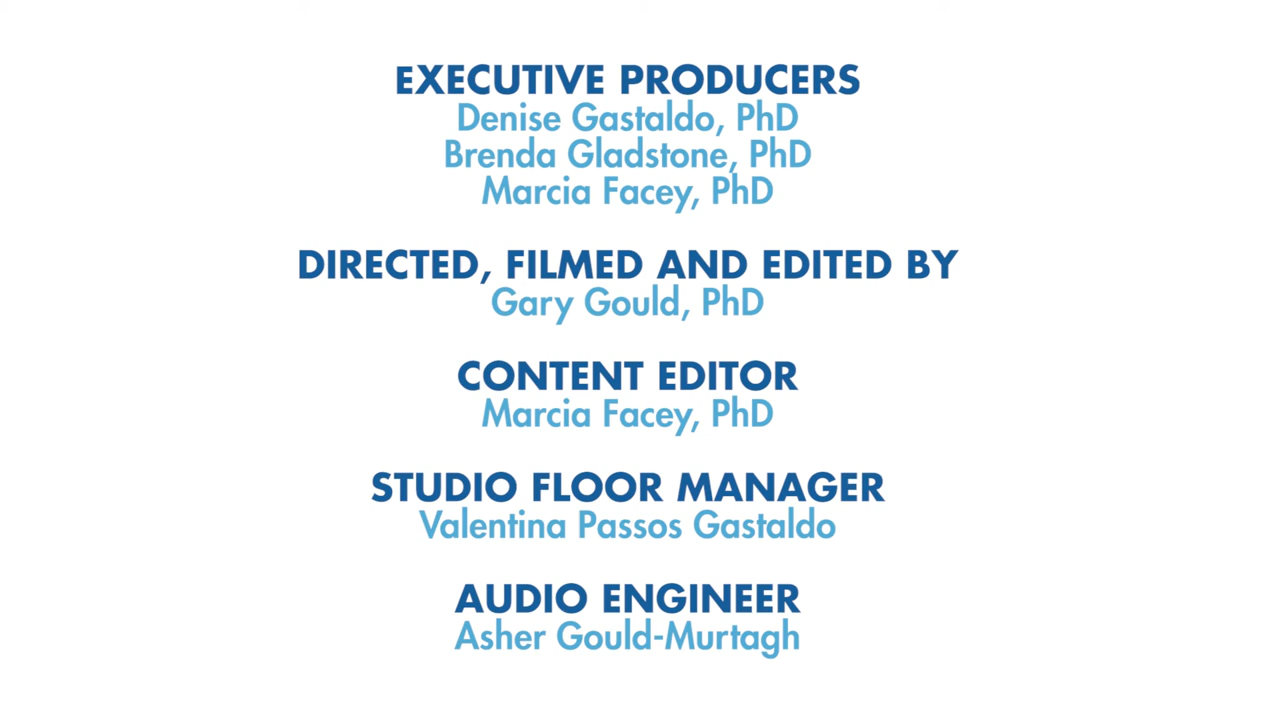 EXECUTIVE PRODUCERS
Denise Gastaldo, PhD
Brenda Gladstone, PhD
Marcia Facey, PhD
DIRECTED, FILMED AND EDITED BY
Gary Gould, PhD
CONTENT EDITOR
Marcia Facey, PhD
STUDIO FLOOR MANAGER
Valentina Passos Gastaldo
AUDIO ENGINEER
Asher Gould-Murtagh